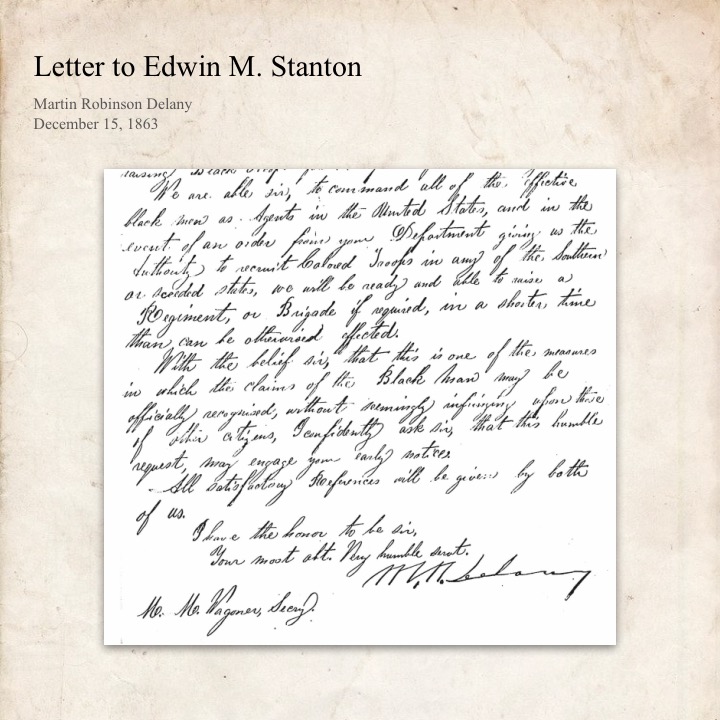 Letter to Edwin M. Stanton
Martin Robinson Delany
December 15, 1863
raising Black
We are able sir, to command all of the effective
black men as Agents in the United States, and in the
event of an order from your Department giving us the
Authority to recruit Colored Troops in any of the Southern
or seceded states, we will be ready and able to raise a
Regiment, or Brigade if required, in a shorter time
than can be otherwised effected.
With the belief sir, that this is one of the measures
in which the claims of the Black Man may be
officially recognised, without seemingly infringing upon those
of other citizens, I confidently ask sir, that this humble
request, may engage your early notice.
All satisfactory References will be given by both
of us.
I have the honor to be sir,
Your most obt. Very humble servt.
M. R. Delany
M. M. Wagoner, Secry.